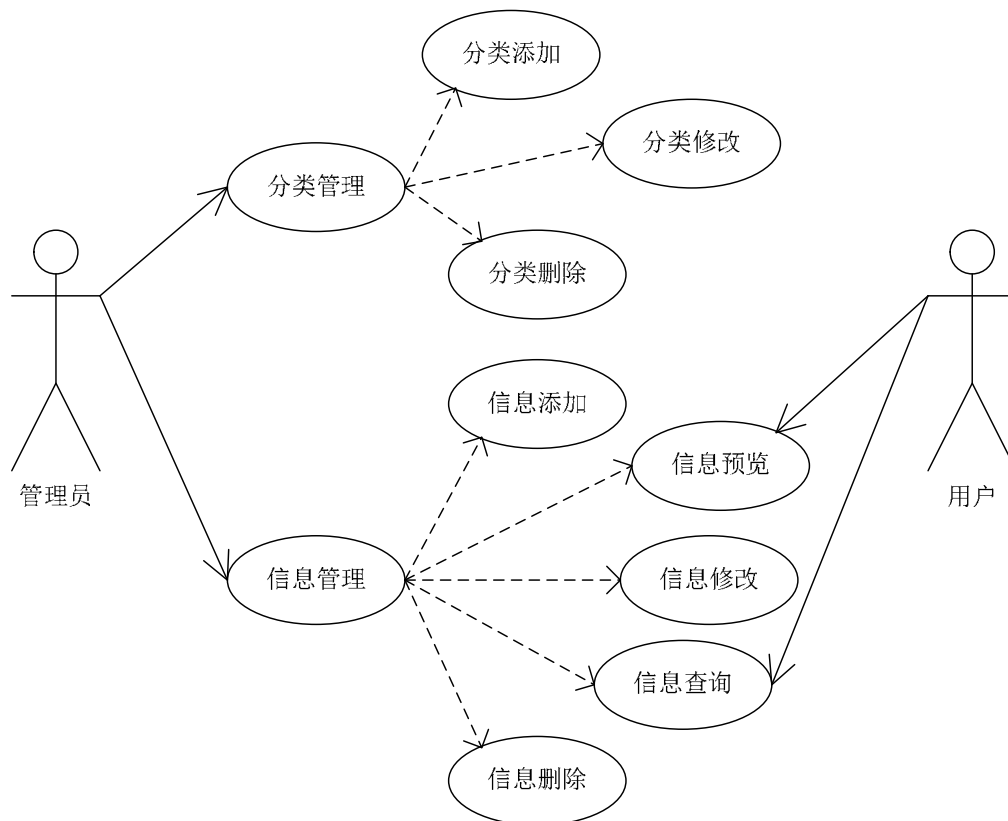 分类添加
分类修改
分类管理
分类删除
信息添加
信息预览
管理员
用户
信息管理
信息修改
信息查询
信息删除